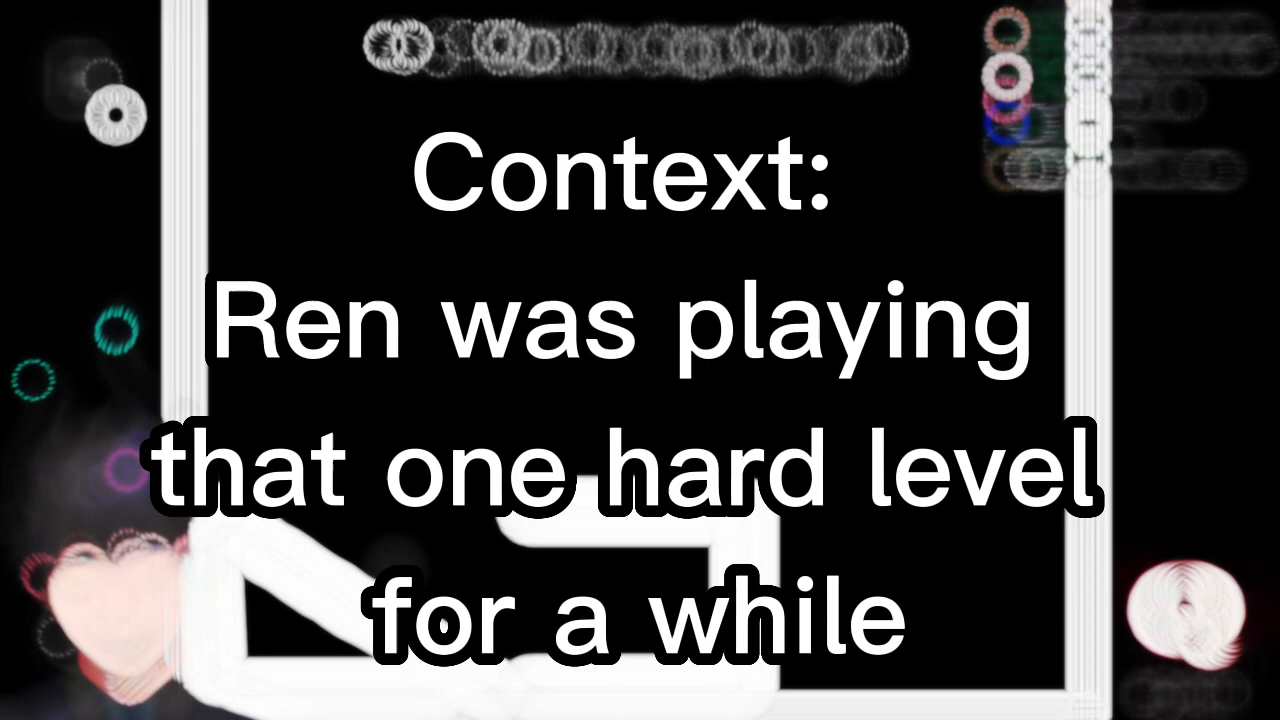 Context:
Ren was playing
that one hard level
for a while